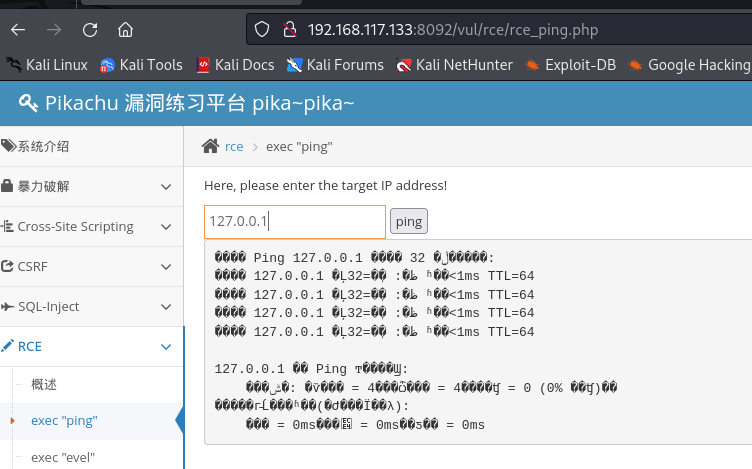 192.168.117.133:8092/vul/rce/rce_ping.php
Kali Linux Kali Tools Kali Docs Kali Forums Kali NetHunter Exploit-DB Google Hacking
Pikachu 漏洞练习平台 pika~pika~
系统介绍
暴力破解
Cross-Site Scripting
CSRF
SQL-Inject
RCE
概述
exec "ping"
exec "evel"
rce > exec "ping"
Here, please enter the target IP address!
127.0.0.1 ping
Ping 127.0.0.1 32 :
127.0.0.1 32= <1ms TTL=64
127.0.0.1 32= <1ms TTL=64
127.0.0.1 32= <1ms TTL=64
127.0.0.1 32= <1ms TTL=64
127.0.0.1 Ping :
= 4 = 4 = 0 (0%
= 0ms = 0ms = 0ms